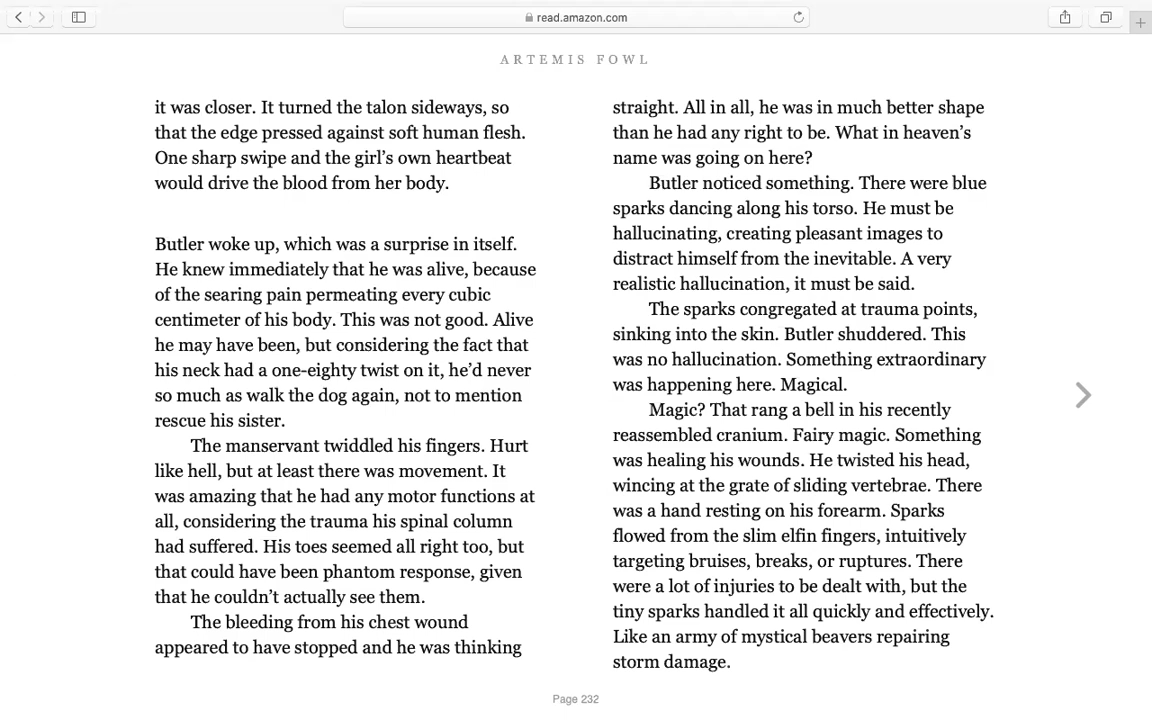 read.amazon.com
ARTEMIS FOWL
it was closer. It turned the talon sideways, so
that the edge pressed against soft human flesh.
One sharp swipe and the girl’s own heartbeat
would drive the blood from her body.
Butler woke up, which was a surprise in itself.
He knew immediately that he was alive, because
of the searing pain permeating every cubic
centimeter of his body. This was not good. Alive
he may have been, but considering the fact that
his neck had a one-eighty twist on it, he’d never
so much as walk the dog again, not to mention
rescue his sister.
The manservant twiddled his fingers. Hurt
like hell, but at least there was movement. It
was amazing that he had any motor functions at
all, considering the trauma his spinal column
had suffered. His toes seemed all right too, but
that could have been phantom response, given
that he couldn’t actually see them.
The bleeding from his chest wound
appeared to have stopped and he was thinking
straight. All in all, he was in much better shape
than he had any right to be. What in heaven’s
name was going on here?
Butler noticed something. There were blue
sparks dancing along his torso. He must be
hallucinating, creating pleasant images to
distract himself from the inevitable. A very
realistic hallucination, it must be said.
The sparks congregated at trauma points,
sinking into the skin. Butler shuddered. This
was no hallucination. Something extraordinary
was happening here. Magical.
Magic? That rang a bell in his recently
reassembled cranium. Fairy magic. Something
was healing his wounds. He twisted his head,
wincing at the grate of sliding vertebrae. There
was a hand resting on his forearm. Sparks
flowed from the slim elfin fingers, intuitively
targeting bruises, breaks, or ruptures. There
were a lot of injuries to be dealt with, but the
tiny sparks handled it all quickly and effectively.
Like an army of mystical beavers repairing
storm damage.
Page 232